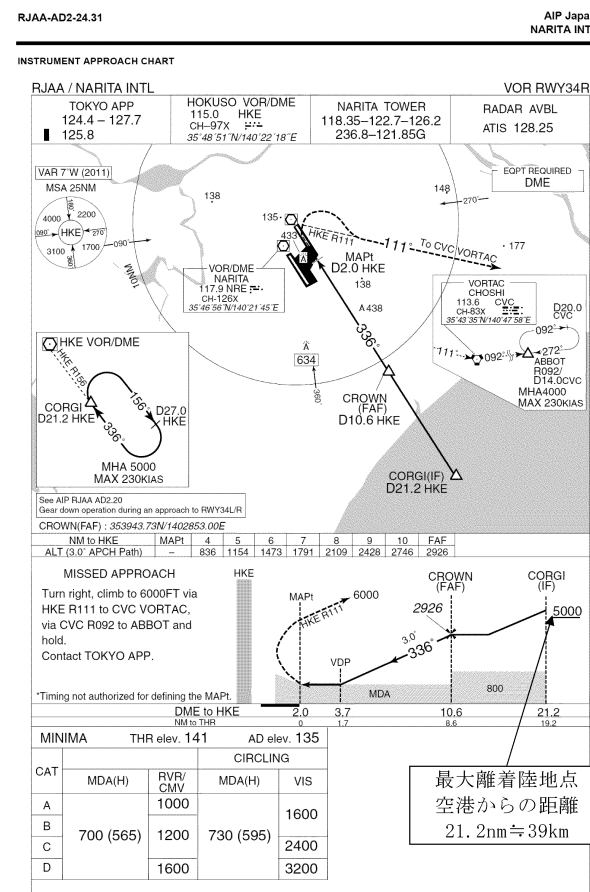 RJAA-AD2-24.31
AIP Japa
NARITA INT
INSTRUMENT APPROACH CHART
RJAA / NARITA INTL
VOR RWY34R
TOKYO APP
124.4 – 127.7
125.8
HOKUSO VOR/DME
115.0 HKE
CH–97X
35°48´51˝N/140°22´18˝E
NARITA TOWER
118.35–122.7–126.2
236.8–121.85G
RADAR AVBL
ATIS 128.25
VAR 7°W (2011)
MSA 25NM
180°
4000
2200
090°
HKE
270°
3100
1700
360°
090°
10NM
138
135
433
148
270°
EQPT REQUIRED
DME
HKE R111
111°
To CVC VORTAC
177
MAPt
D2.0 HKE
138
438
VOR/DME
NARITA
117.9 NRE
CH-126X
35°46´56˝N/140°21´45˝E
VORTAC
CHOSHI
113.6 CVC
CH-83X
35°43´35˝N/140°47´58˝E
D20.0
CVC
092°
111°
092°
272°
ABBOT
R092/
D14.0CVC
MHA4000
MAX 230KIAS
336°
634
360°
CROWN
(FAF)
D10.6 HKE
CORGI(IF)
D21.2 HKE
HKE VOR/DME
HKE R156
156°
CORGI
D21.2 HKE
D27.0
HKE
336°
MHA 5000
MAX 230KIAS
See AIP RJAA AD2.20
Gear down operation during an approach to RWY34L/R
CROWN(FAF) : 353943.73N/1402853.00E
NM to HKE MAPt 4 5 6 7 8 9 10 FAF
ALT (3.0° APCH Path) – 836 1154 1473 1791 2109 2428 2746 2926
MISSED APPROACH
Turn right, climb to 6000FT via
HKE R111 to CVC VORTAC,
via CVC R092 to ABBOT and
hold.
Contact TOKYO APP.
*Timing not authorized for defining the MAPt.
HKE
MAPt
6000
HKE R111
CROWN
(FAF)
2926
CORGI
(IF)
5000
3.0°
336°
VDP
MDA
800
DME to HKE 2.0 3.7 10.6 21.2
NM to THR 0 1.7 8.6 19.2
MINIMA THR elev. 141 AD elev. 135
CAT
CIRCLING
MDA(H)
RVR/
CMV
MDA(H)
VIS
A
B
C
D
700 (565)
1000
1200
1600
730 (595)
1600
2400
3200
最大離着陸地点
空港からの距離
21.2nm≒39km